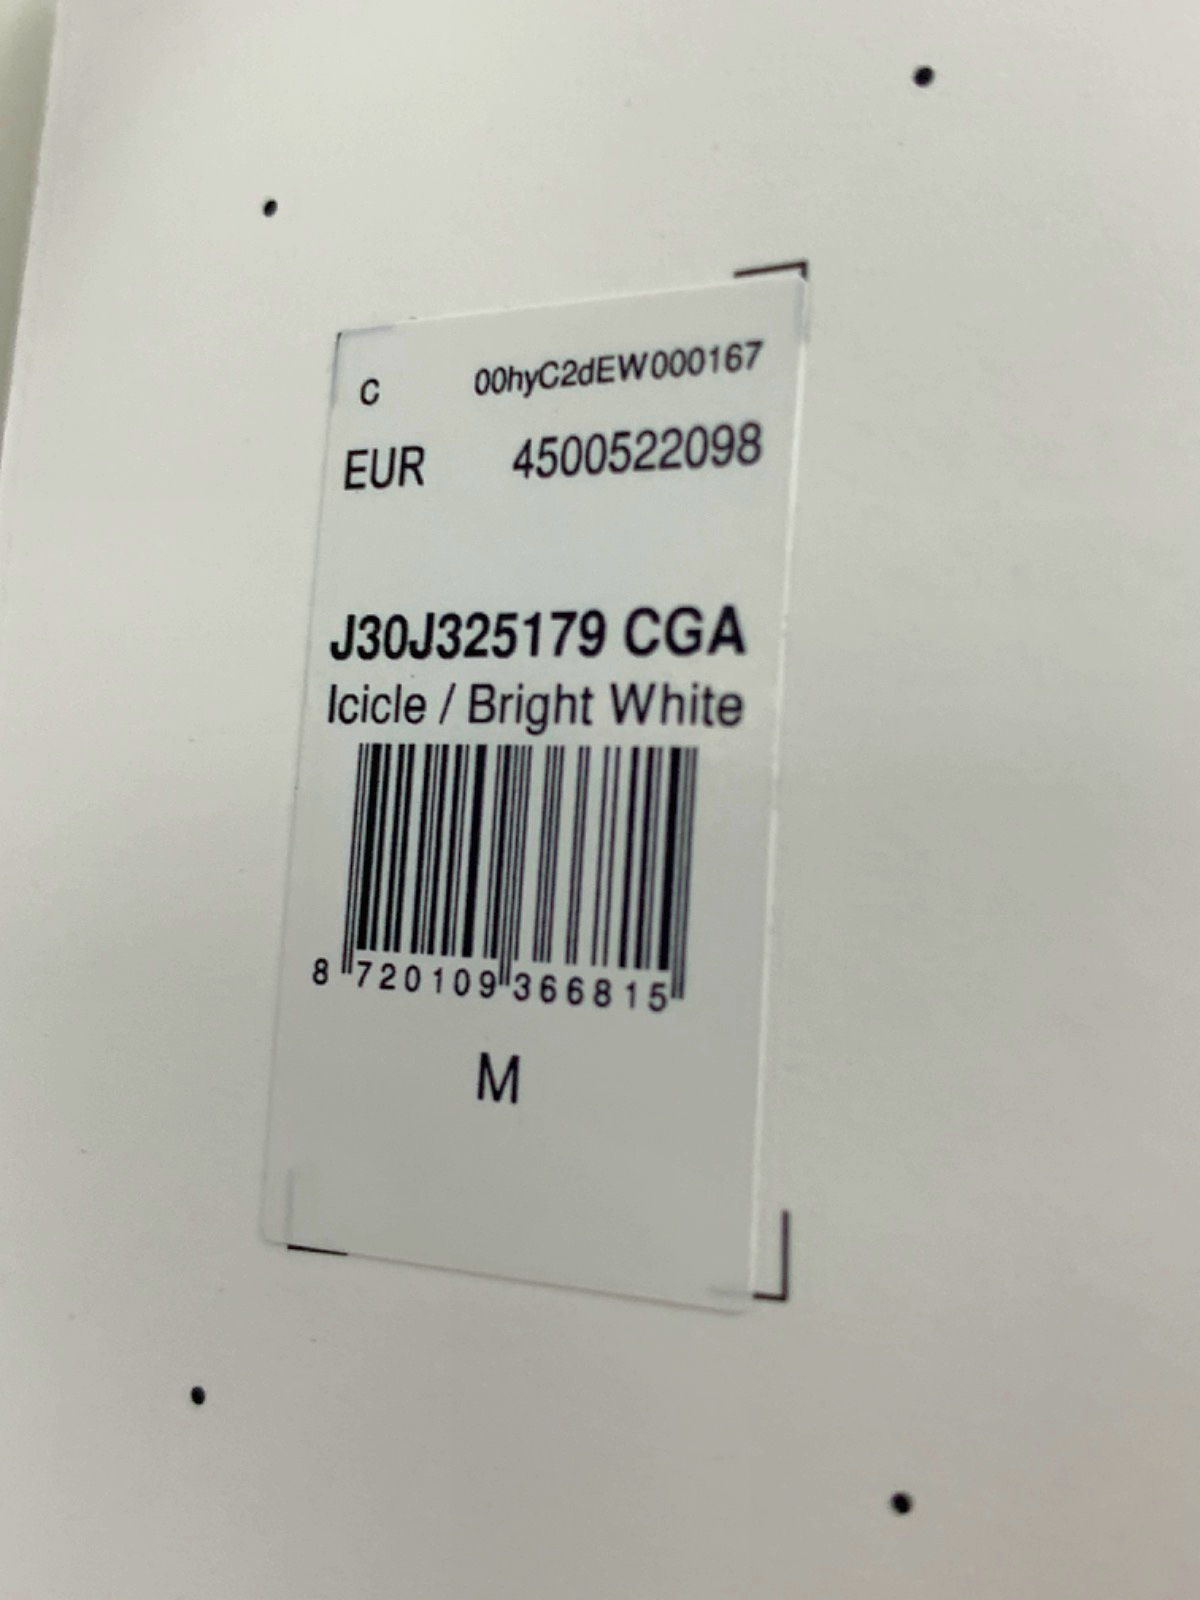 C 00hyC2dEW000167
EUR 4500522098
J30J325179 CGA
Icicle / Bright White
8 720109 366815
M